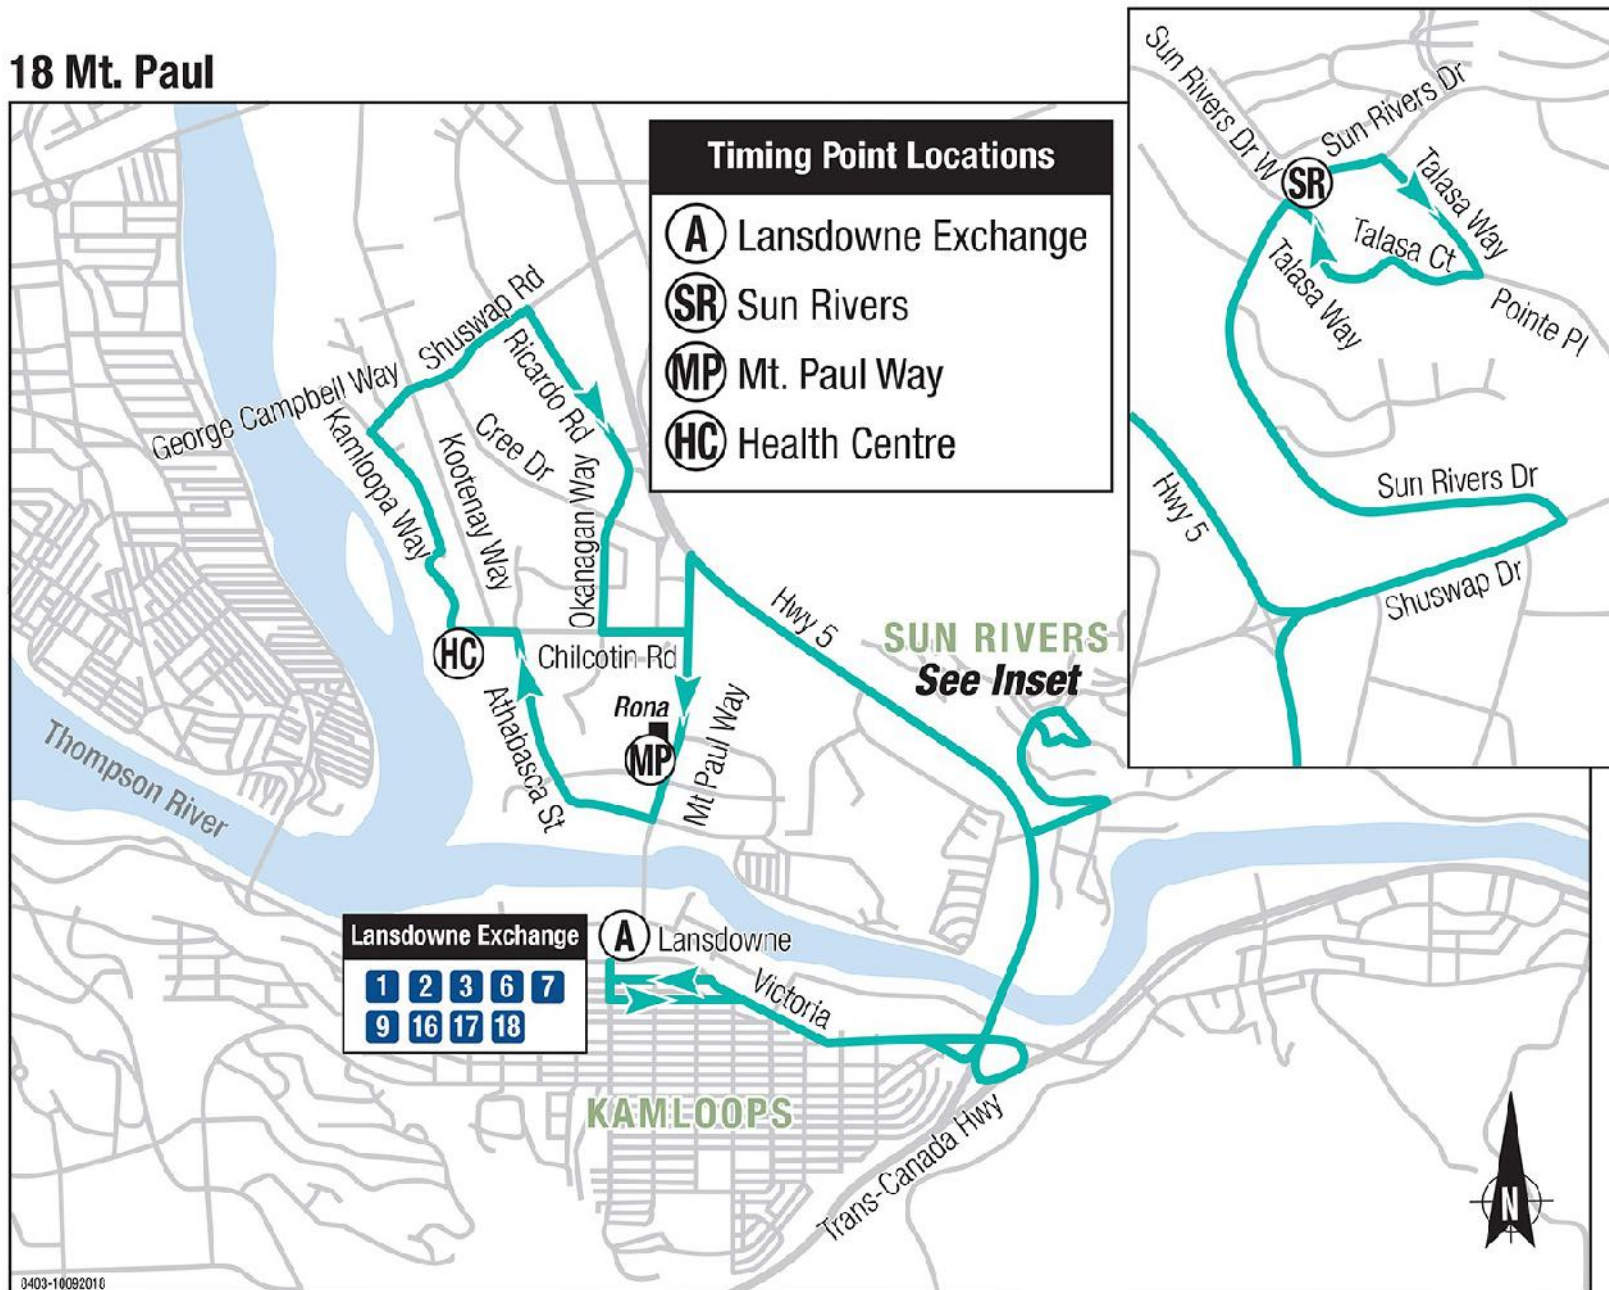 18 Mt. Paul
Timing Point Locations
A Lansdowne Exchange
SR Sun Rivers
MP Mt. Paul Way
HC Health Centre
Sun Rivers Dr W
Sun Rivers Dr
SR
Talasa Way
Talasa Ct
Talasa Way
Pointe Pl
Hwy 5
Sun Rivers Dr
Shuswap Dr
Shuswap Rd
George Campbell Way
Ricardo Rd
Kamloopa Way
Kootenay Way
Cree Dr
Okanagan Way
Hwy 5
SUN RIVERS
See Inset
HC
Chilcotin Rd
Athabasca St
Rona
MP
Mt Paul Way
Thompson River
Lansdowne Exchange
1 2 3 6 7
9 16 17 18
A Lansdowne
Victoria
KAMLOOPS
Trans-Canada Hwy
N
8403-10092018